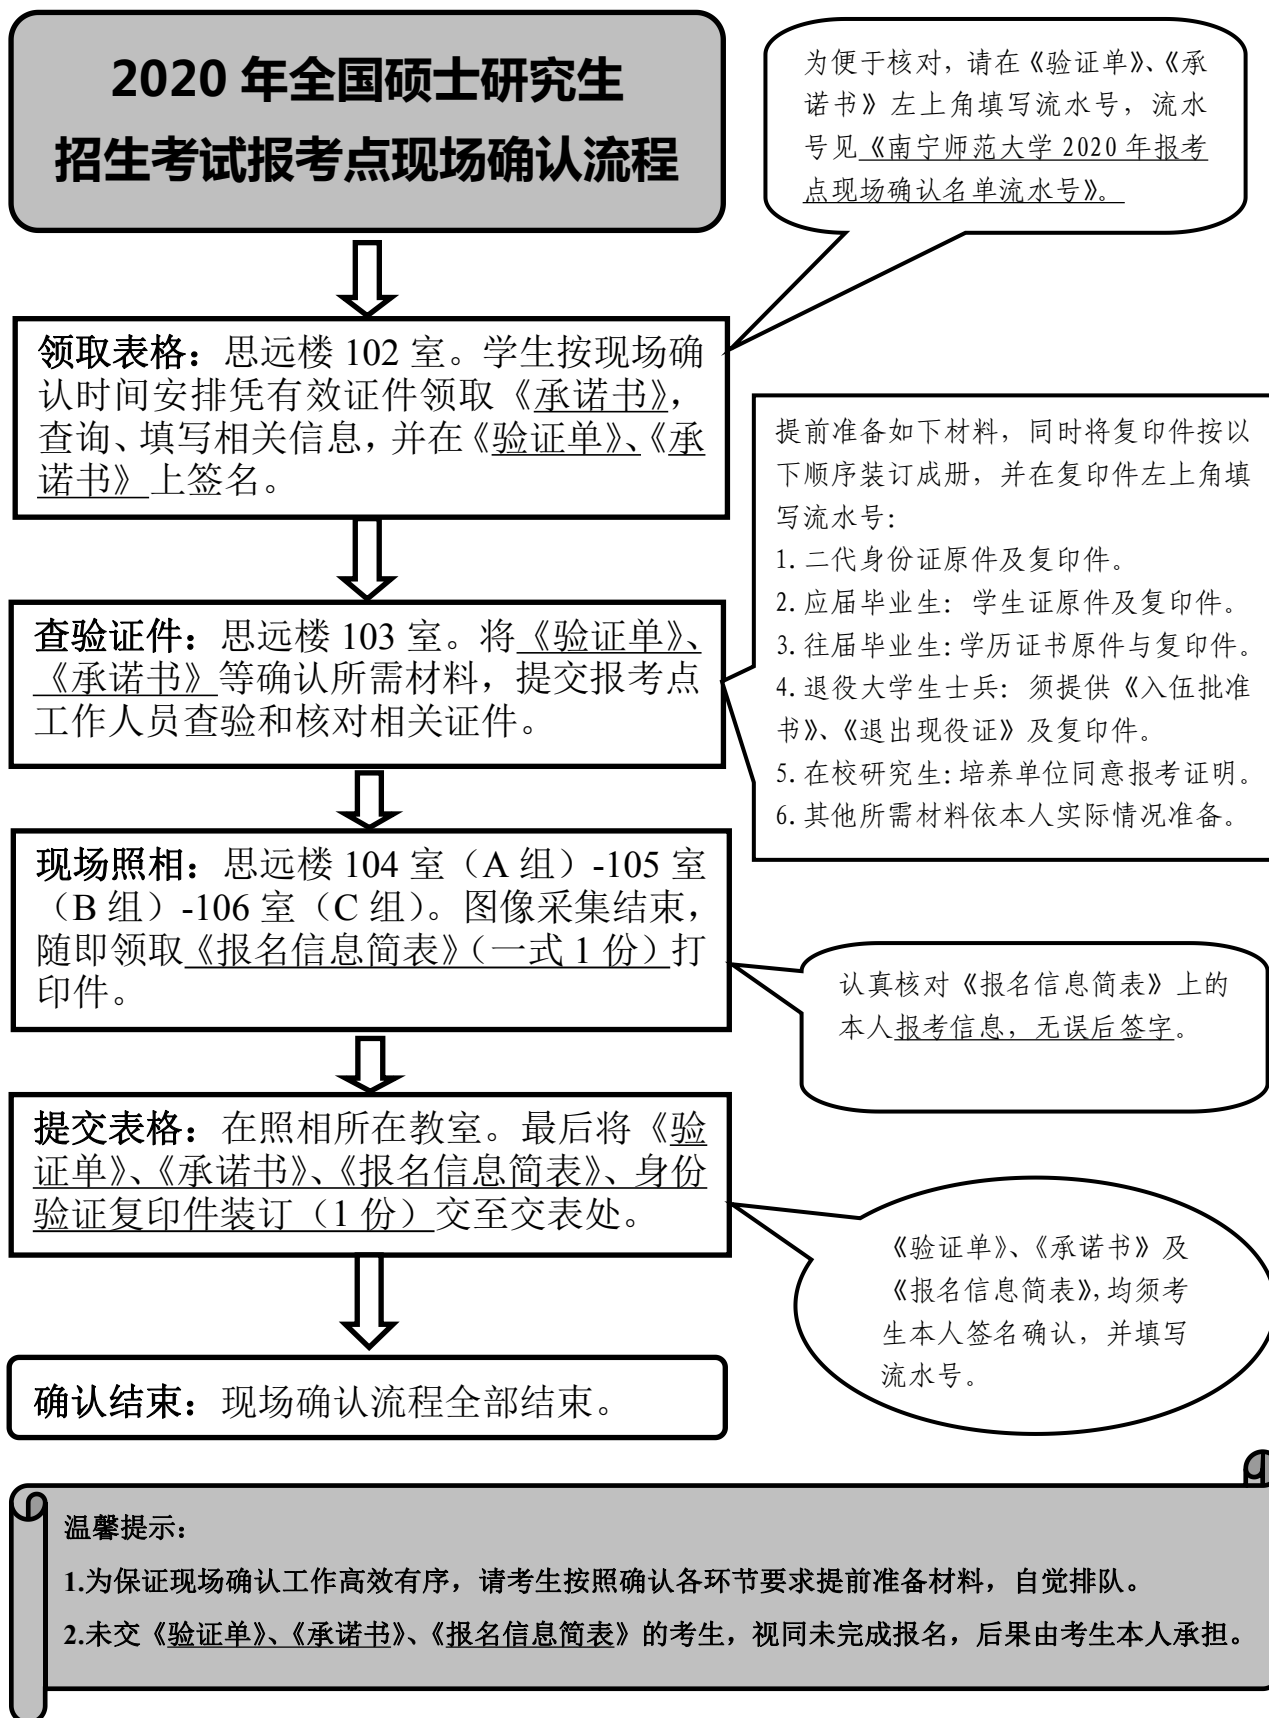 2020 年全国硕士研究生
招生考试报考点现场确认流程
为便于核对，请在《验证单》、《承
诺书》左上角填写流水号，流水
号见《南宁师范大学 2020 年报考
点现场确认名单流水号》。
领取表格：思远楼 102 室。学生按现场确
认时间安排凭有效证件领取《承诺书》，
查询、填写相关信息，并在《验证单》、《承
诺书》上签名。
提前准备如下材料，同时将复印件按以
下顺序装订成册，并在复印件左上角填
写流水号：
1. 二代身份证原件及复印件。
2. 应届毕业生：学生证原件及复印件。
3. 往届毕业生：学历证书原件与复印件。
4. 退役大学生士兵：须提供《入伍批准
书》、《退出现役证》及复印件。
5. 在校研究生：培养单位同意报考证明。
6. 其他所需材料依本人实际情况准备。
查验证件：思远楼 103 室。将《验证单》、
《承诺书》等确认所需材料，提交报考点
工作人员查验和核对相关证件。
现场照相：思远楼 104 室（A 组）-105 室
（B 组）-106 室（C 组）。图像采集结束，
随即领取《报名信息简表》（一式 1 份）打
印件。
认真核对《报名信息简表》上的
本人报考信息，无误后签字。
提交表格：在照相所在教室。最后将《验
证单》、《承诺书》、《报名信息简表》、身份
验证复印件装订（1 份）交至交表处。
《验证单》、《承诺书》及
《报名信息简表》，均须考
生本人签名确认，并填写
流水号。
确认结束：现场确认流程全部结束。
温馨提示：
1.为保证现场确认工作高效有序，请考生按照确认各环节要求提前准备材料，自觉排队。
2.未交《验证单》、《承诺书》、《报名信息简表》的考生，视同未完成报名，后果由考生本人承担。